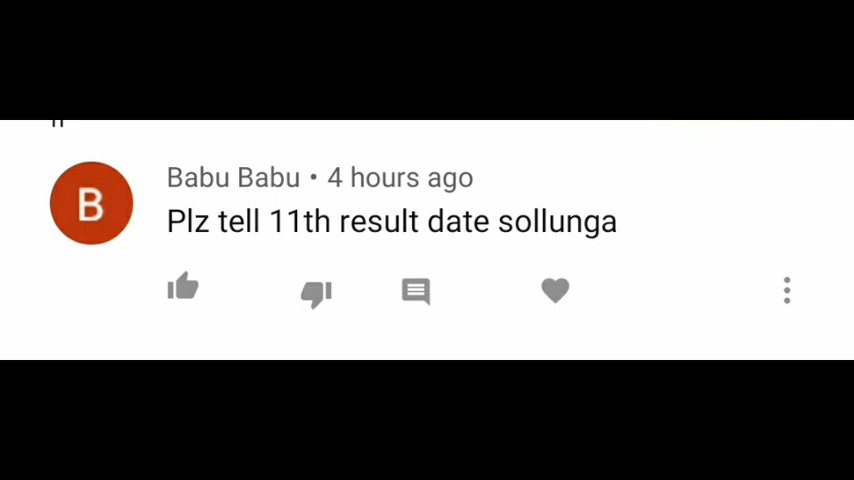 B
Babu Babu • 4 hours ago
Plz tell 11th result date sollunga